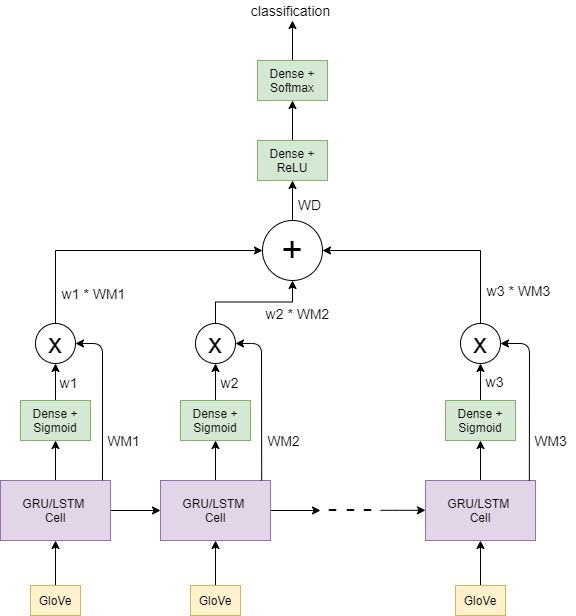 classification
Dense +
Softmax
Dense +
ReLU
WD
+
w1 * WM1
w2 * WM2
w3 * WM3
X
X
X
w1
w2
w3
Dense +
Sigmoid
Dense +
Sigmoid
Dense +
Sigmoid
WM1
WM2
WM3
GRU/LSTM
Cell
GRU/LSTM
Cell
GRU/LSTM
Cell
GloVe
GloVe
GloVe